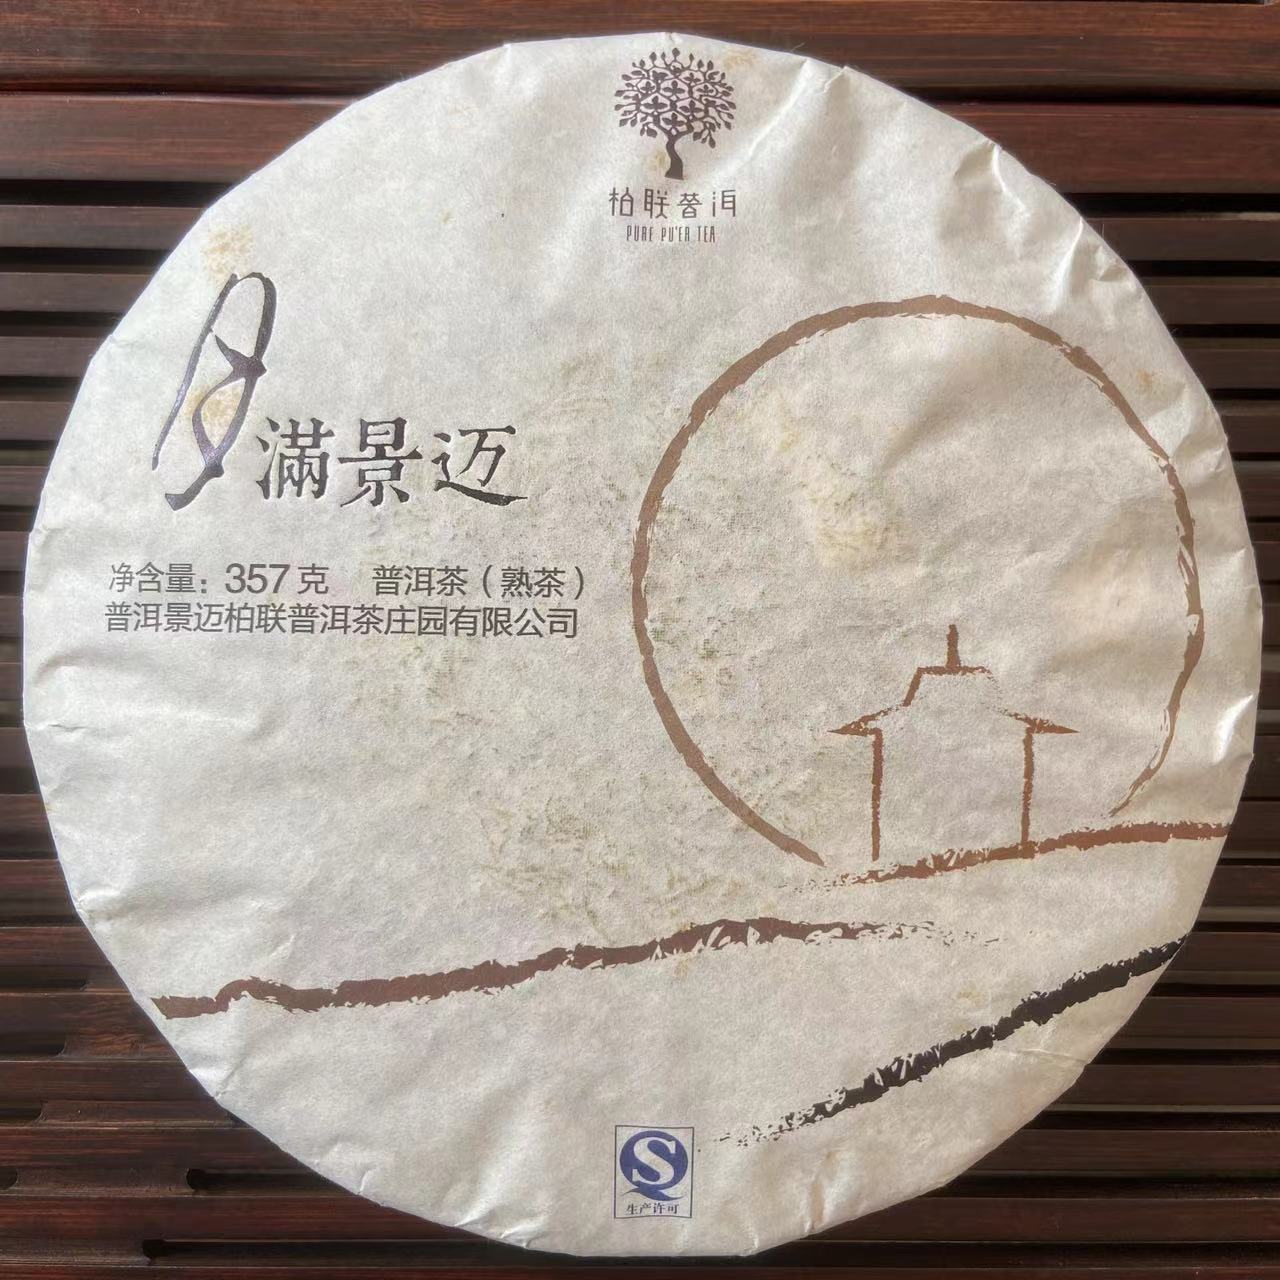 柏联普洱
PURE PU'ER TEA
月滿景迈
净含量：357克 普洱茶（熟茶）
普洱景迈柏联普洱茶庄园有限公司
生产许可